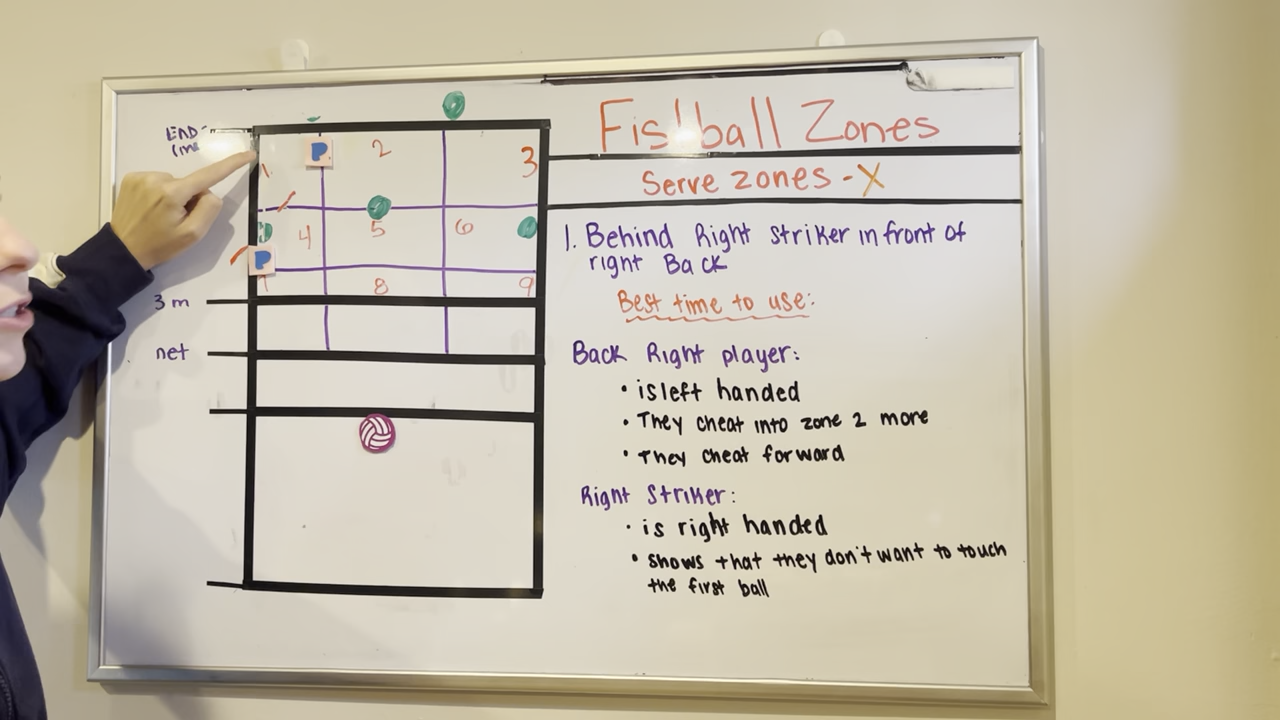 Fistball Zones
Serve zones - X
END
1.
P
2
3
4
5
6
P
8
9
3 m
net
1. Behind Right Striker in front of
right Back
Best time to use:
Back Right player:
• is left handed
• They cheat into zone 2 more
• They cheat forward
Right Striker:
• is right handed
• shows that they don't want to touch
the first ball